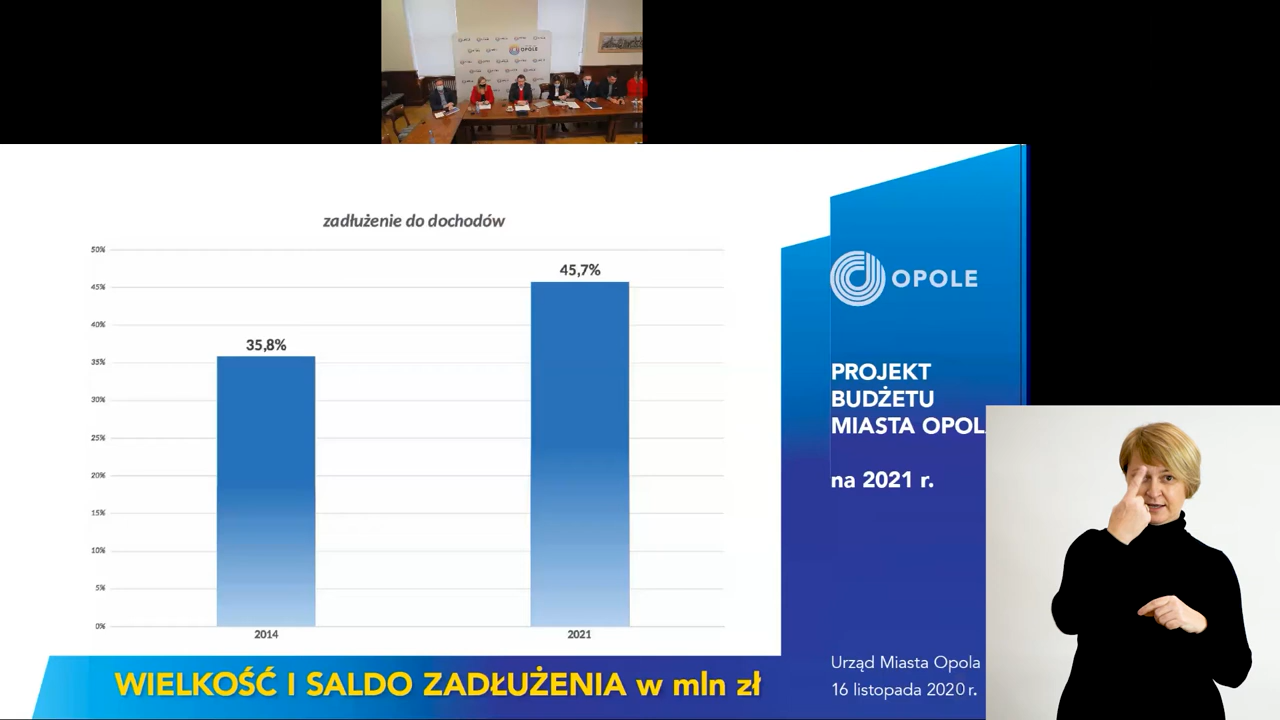 OPOLE
zadłużenie do dochodów
50%
45%
40%
35%
30%
25%
20%
15%
10%
5%
0%
35,8%
45,7%
2014
2021
WIELKOŚĆ I SALDO ZADŁUŻENIA w mln zł
OPOLE
PROJEKT
BUDŻETU
MIASTA OPOL
na 2021 r.
Urząd Miasta Opola
16 listopada 2020 r.